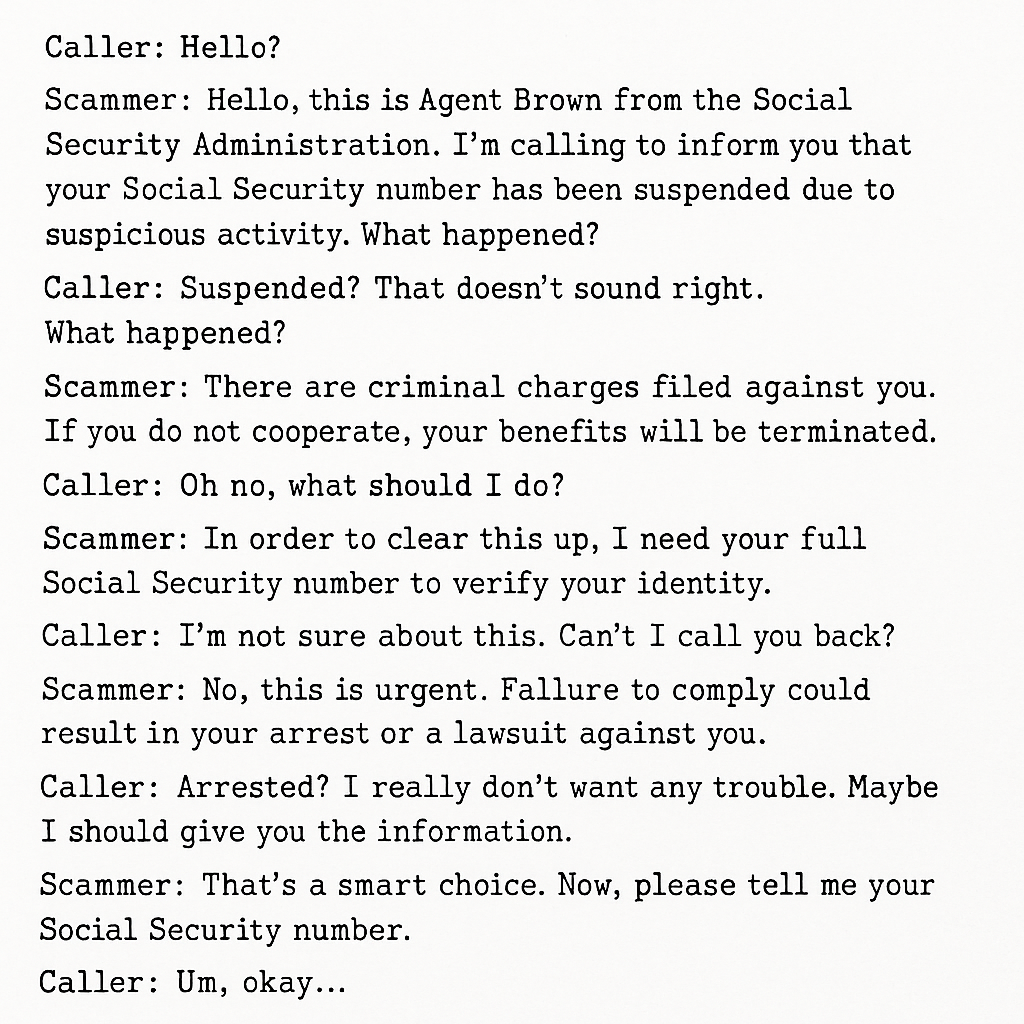 Caller: Hello?
Scammer: Hello, this is Agent Brown from the Social
Security Administration. I’m calling to inform you that
your Social Security number has been suspended due to
suspicious activity. What happened?
Caller: Suspended? That doesn’t sound right.
What happened?
Scammer: There are criminal charges filed against you.
If you do not cooperate, your benefits will be terminated.
Caller: Oh no, what should I do?
Scammer: In order to clear this up, I need your full
Social Security number to verify your identity.
Caller: I’m not sure about this. Can’t I call you back?
Scammer: No, this is urgent. Fallure to comply could
result in your arrest or a lawsuit against you.
Caller: Arrested? I really don’t want any trouble. Maybe
I should give you the information.
Scammer: That’s a smart choice. Now, please tell me your
Social Security number.
Caller: Um, okay...